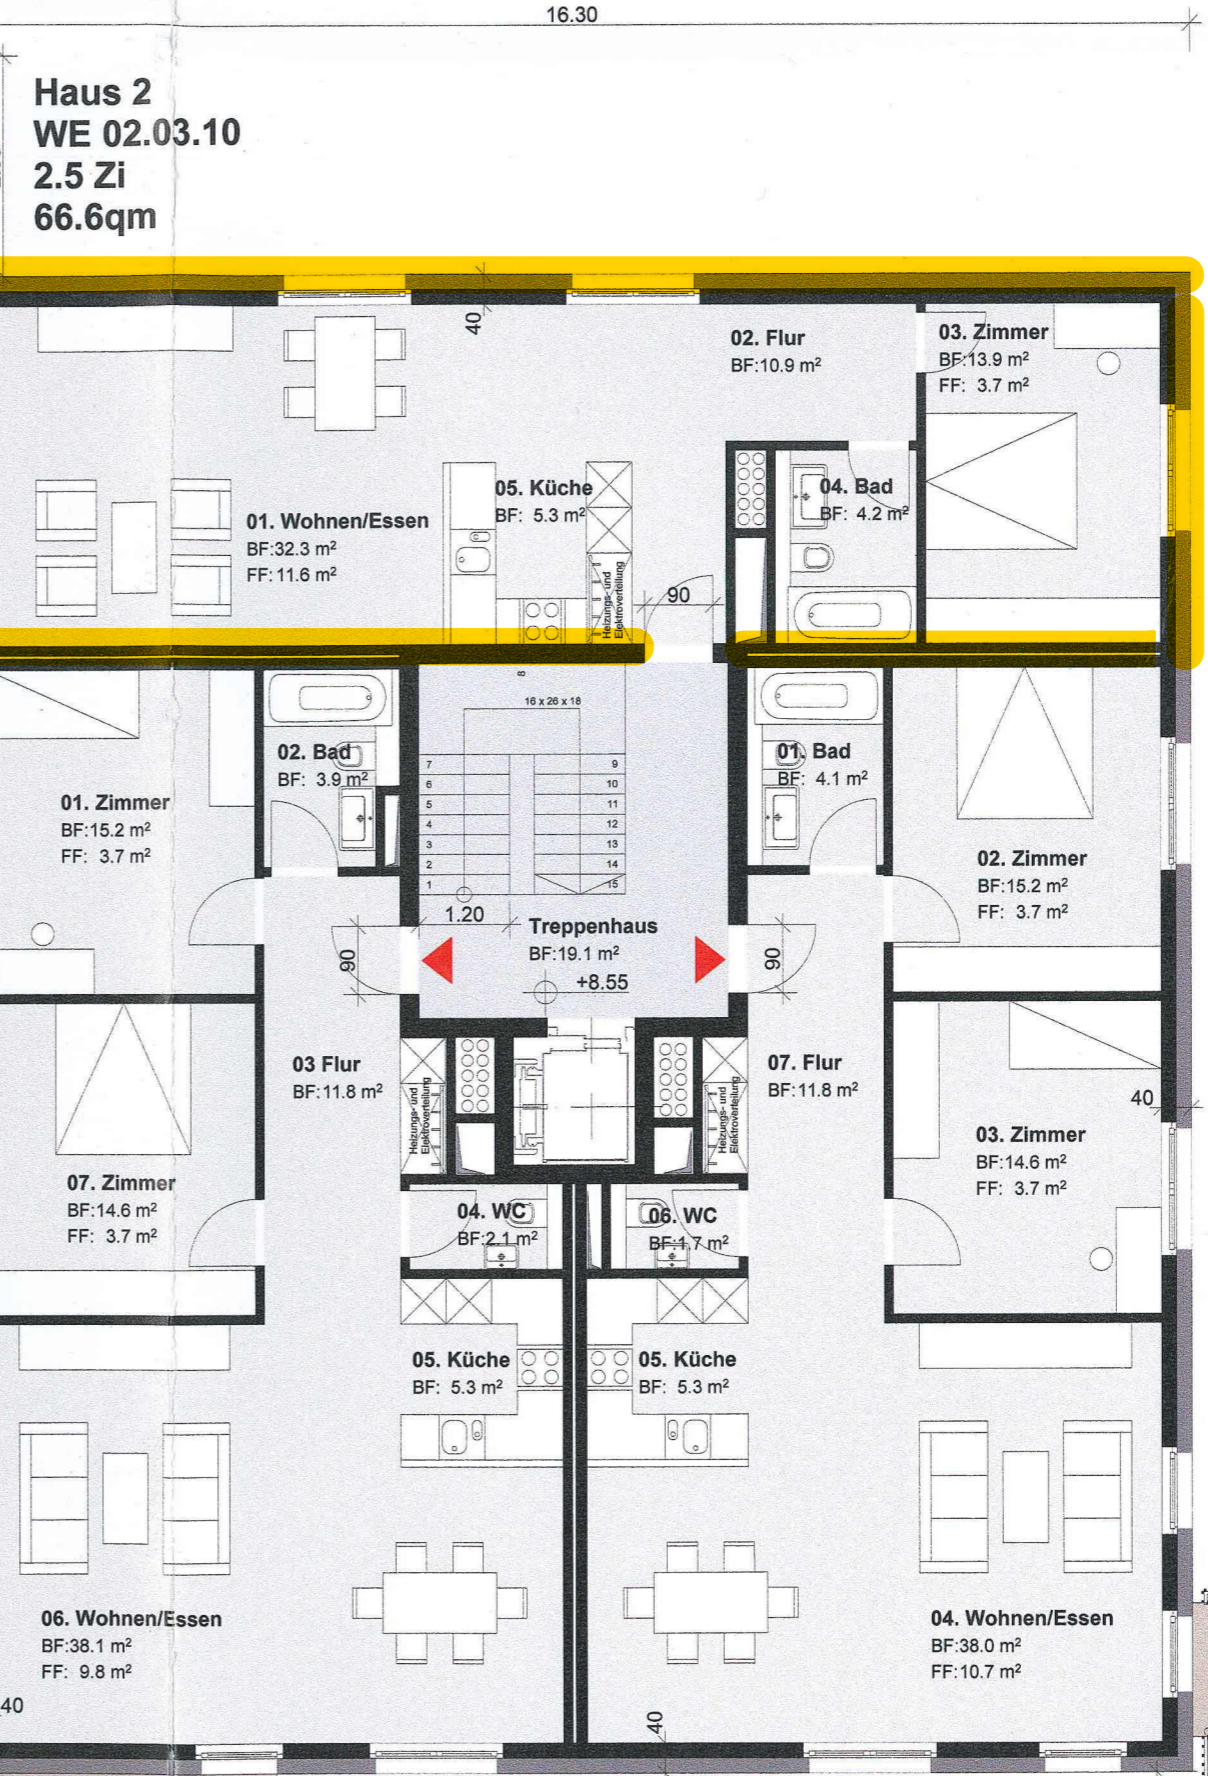 16.30
Haus 2
WE 02.03.10
2.5 Zi
66.6qm
40
02. Flur
BF:10.9 m²
03. Zimmer
BF:13.9 m²
FF: 3.7 m²
01. Wohnen/Essen
BF:32.3 m²
FF: 11.6 m²
05. Küche
BF: 5.3 m²
04. Bad
BF: 4.2 m²
Heizungs- und
Elektroverteilung
90
8
16 x 26 x 18
02. Bad
BF: 3.9 m²
01. Bad
BF: 4.1 m²
01. Zimmer
BF:15.2 m²
FF: 3.7 m²
7
6
5
4
3
2
1
9
10
11
12
13
14
15
02. Zimmer
BF:15.2 m²
FF: 3.7 m²
1.20
Treppenhaus
BF:19.1 m²
+8.55
90
90
03 Flur
BF:11.8 m²
07. Flur
BF:11.8 m²
Heizungs- und
Elektroverteilung
Heizungs- und
Elektroverteilung
40
03. Zimmer
BF:14.6 m²
FF: 3.7 m²
07. Zimmer
BF:14.6 m²
FF: 3.7 m²
04. WC
BF:2.1 m²
06. WC
BF:1.7 m²
05. Küche
BF: 5.3 m²
05. Küche
BF: 5.3 m²
06. Wohnen/Essen
BF:38.1 m²
FF: 9.8 m²
04. Wohnen/Essen
BF:38.0 m²
FF:10.7 m²
40
40